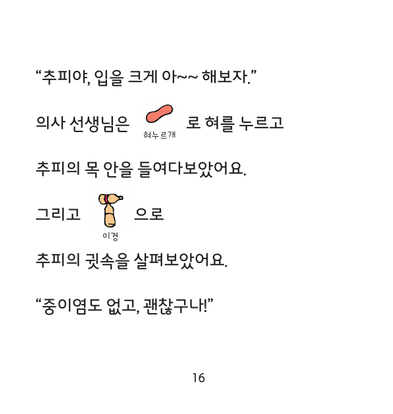 “추피야, 입을 크게 아~~ 해보자.”
의사 선생님은 혀누르개 로 혀를 누르고
추피의 목 안을 들여다보았어요.
그리고 이경 으로
추피의 귓속을 살펴보았어요.
“중이염도 없고, 괜찮구나!”
16